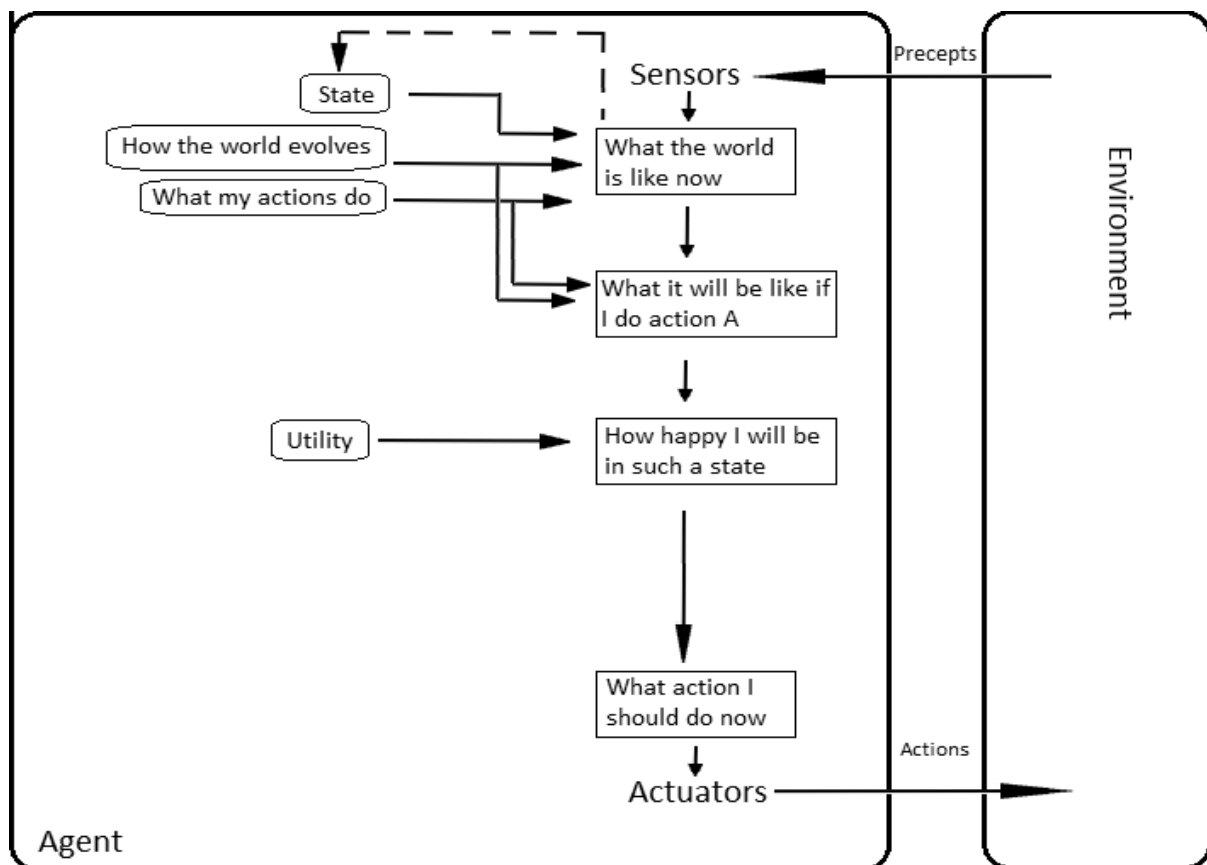 Precepts
Sensors
State
How the world evolves
What the world
is like now
What my actions do
Environment
What it will be like if
I do action A
Utility
How happy I will be
in such a state
What action I
should do now
Actions
Actuators
Agent